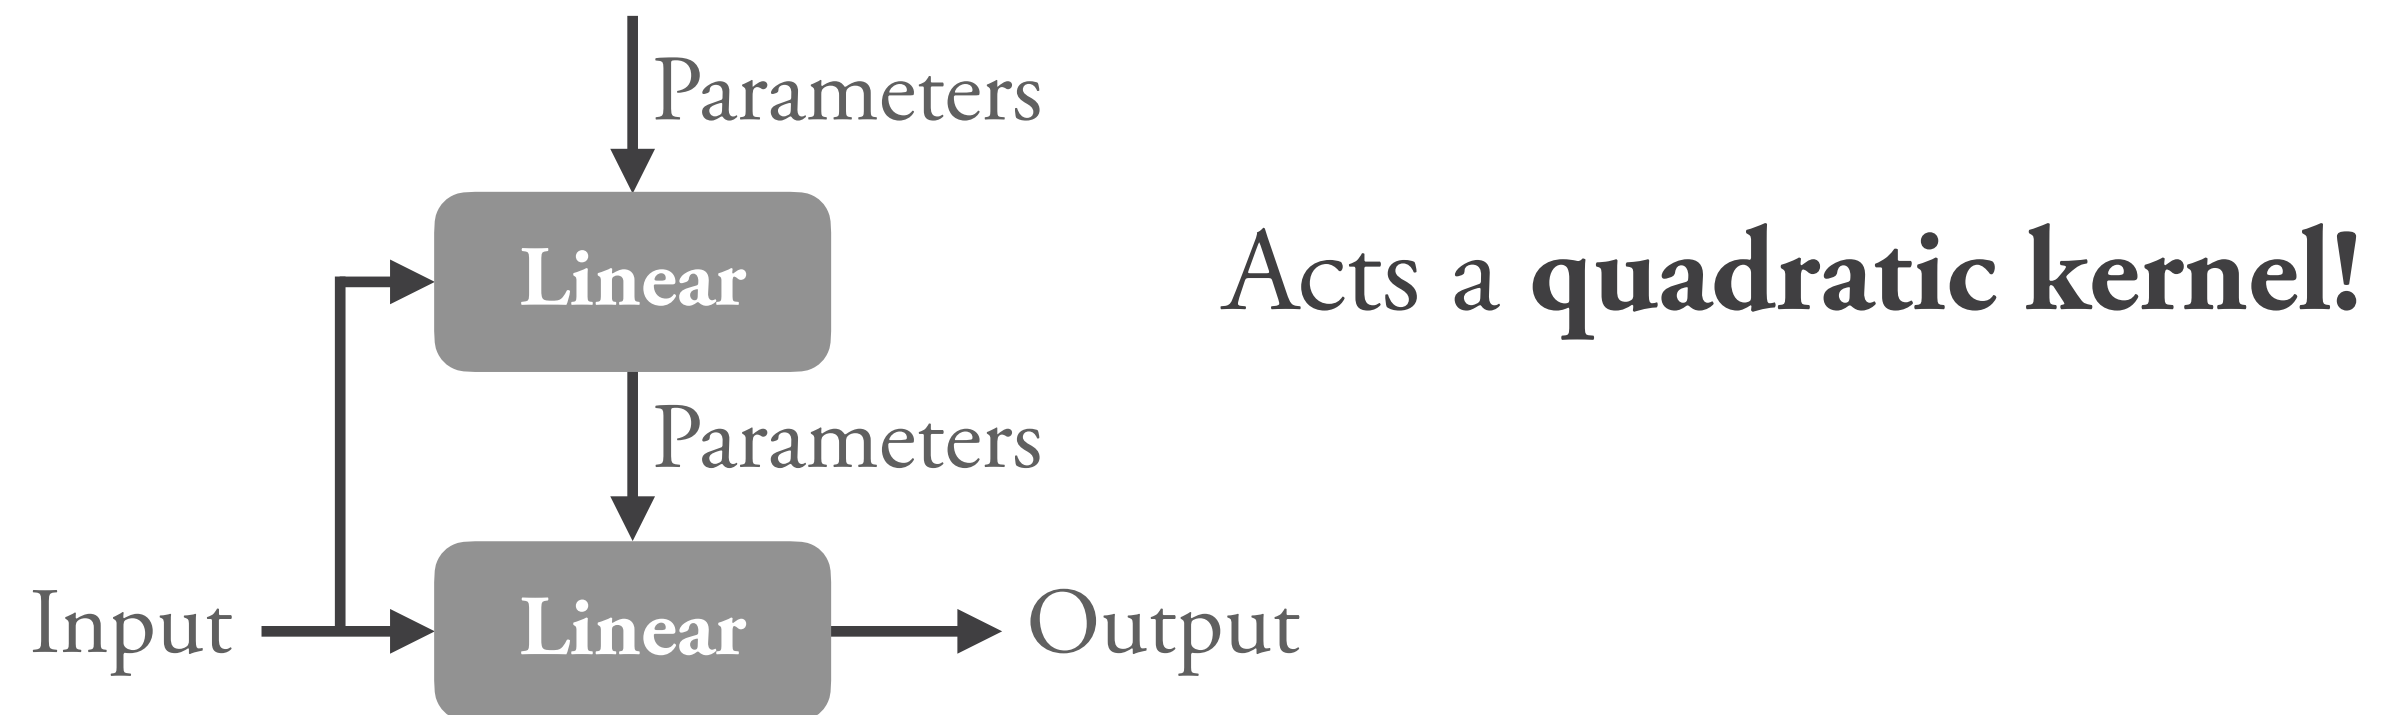 Parameters
Linear
Acts a quadratic kernel!
Parameters
Input
Linear
Output